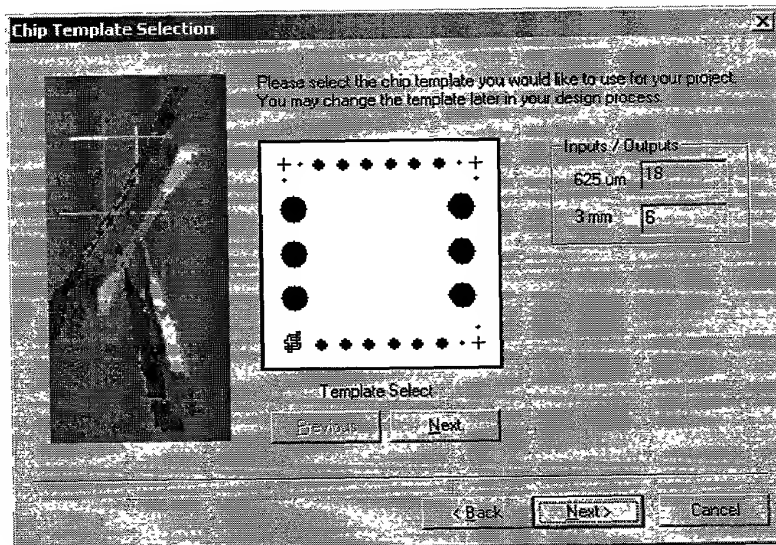 Chip Template Selection
Please select the chip template you would like to use for your project.
You may change the template later in your design process.
Inputs / Outputs
625 um 18
3 mm 6
Template Select
Previous Next
< Back Next > Cancel